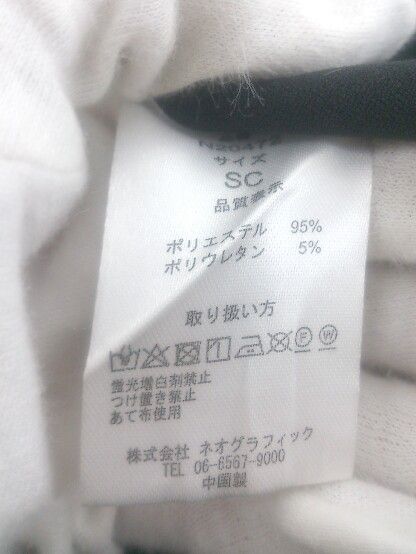 N20472
サイズ
SC
品質表示
ポリエステル 95%
ポリウレタン 5%
取り扱い方
蛍光増白剤禁止
つけ置き禁止
あて布使用
株式会社 ネオグラフィック
TEL 06-6567-9000
中国製